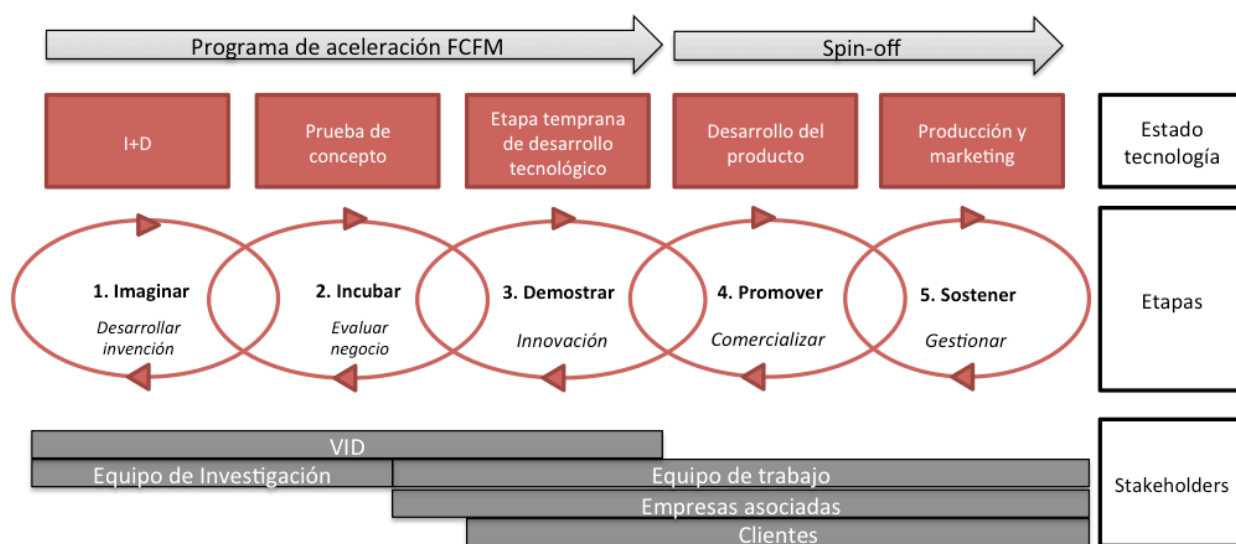 Programa de aceleración FCFM
Spin-off
I+D
Prueba de
concepto
Etapa temprana
de desarrollo
tecnológico
Desarrollo del
producto
Producción y
marketing
Estado
tecnología
1. Imaginar
Desarrollar
invención
2. Incubar
Evaluar
negocio
3. Demostrar
Innovación
4. Promover
Comercializar
5. Sostener
Gestionar
Etapas
VID
Equipo de Investigación
Equipo de trabajo
Empresas asociadas
Clientes
Stakeholders